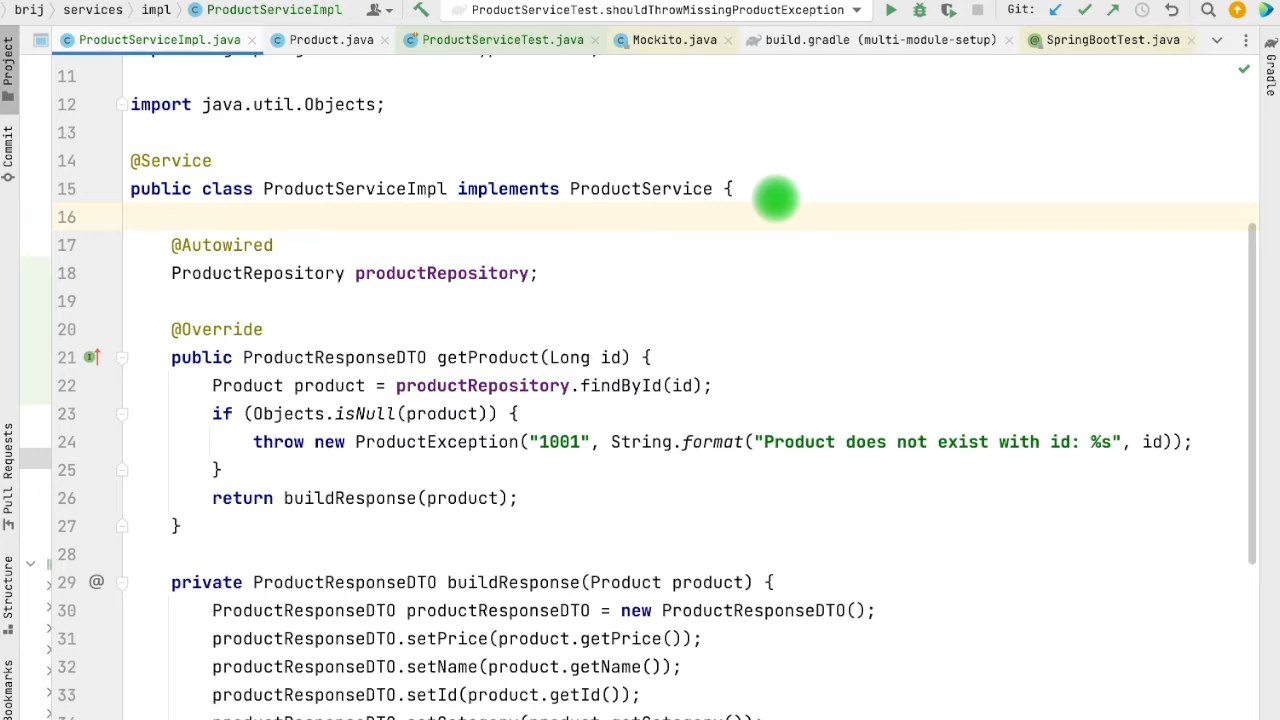 brij services impl ProductServiceImpl ProductServiceTest.shouldThrowMissingProductException Git:
ProductServiceImpl.java Product.java ProductServiceTest.java Mockito.java build.gradle (multi-module-setup) SpringBootTest.java
Project
Commit
Pull Requests
Structure
Bookmarks
Gradle
11
12 import java.util.Objects;
13
14 @Service
15 public class ProductServiceImpl implements ProductService {
16
17 @Autowired
18 ProductRepository productRepository;
19
20 @Override
21 public ProductResponseDTO getProduct(Long id) {
22 Product product = productRepository.findById(id);
23 if (Objects.isNull(product)) {
24 throw new ProductException("1001", String.format("Product does not exist with id: %s", id));
25 }
26 return buildResponse(product);
27 }
28
29 @ private ProductResponseDTO buildResponse(Product product) {
30 ProductResponseDTO productResponseDTO = new ProductResponseDTO();
31 productResponseDTO.setPrice(product.getPrice());
32 productResponseDTO.setName(product.getName());
33 productResponseDTO.setId(product.getId());